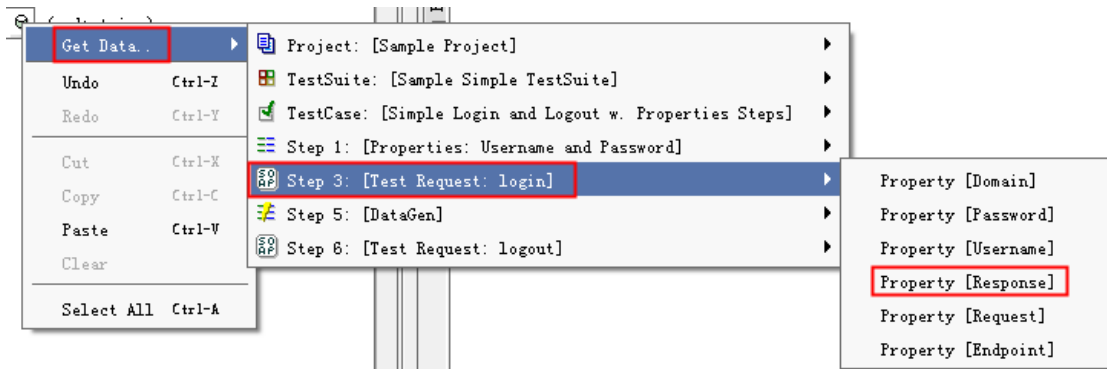 Get Data..
Undo Ctrl-Z
Redo Ctrl-Y
Cut Ctrl-X
Copy Ctrl-C
Paste Ctrl-V
Clear
Select All Ctrl-A
Project: [Sample Project]
TestSuite: [Sample Simple TestSuite]
TestCase: [Simple Login and Logout w. Properties Steps]
Step 1: [Properties: Username and Password]
Step 3: [Test Request: login]
Step 5: [DataGen]
Step 6: [Test Request: logout]
Property [Domain]
Property [Password]
Property [Username]
Property [Response]
Property [Request]
Property [Endpoint]